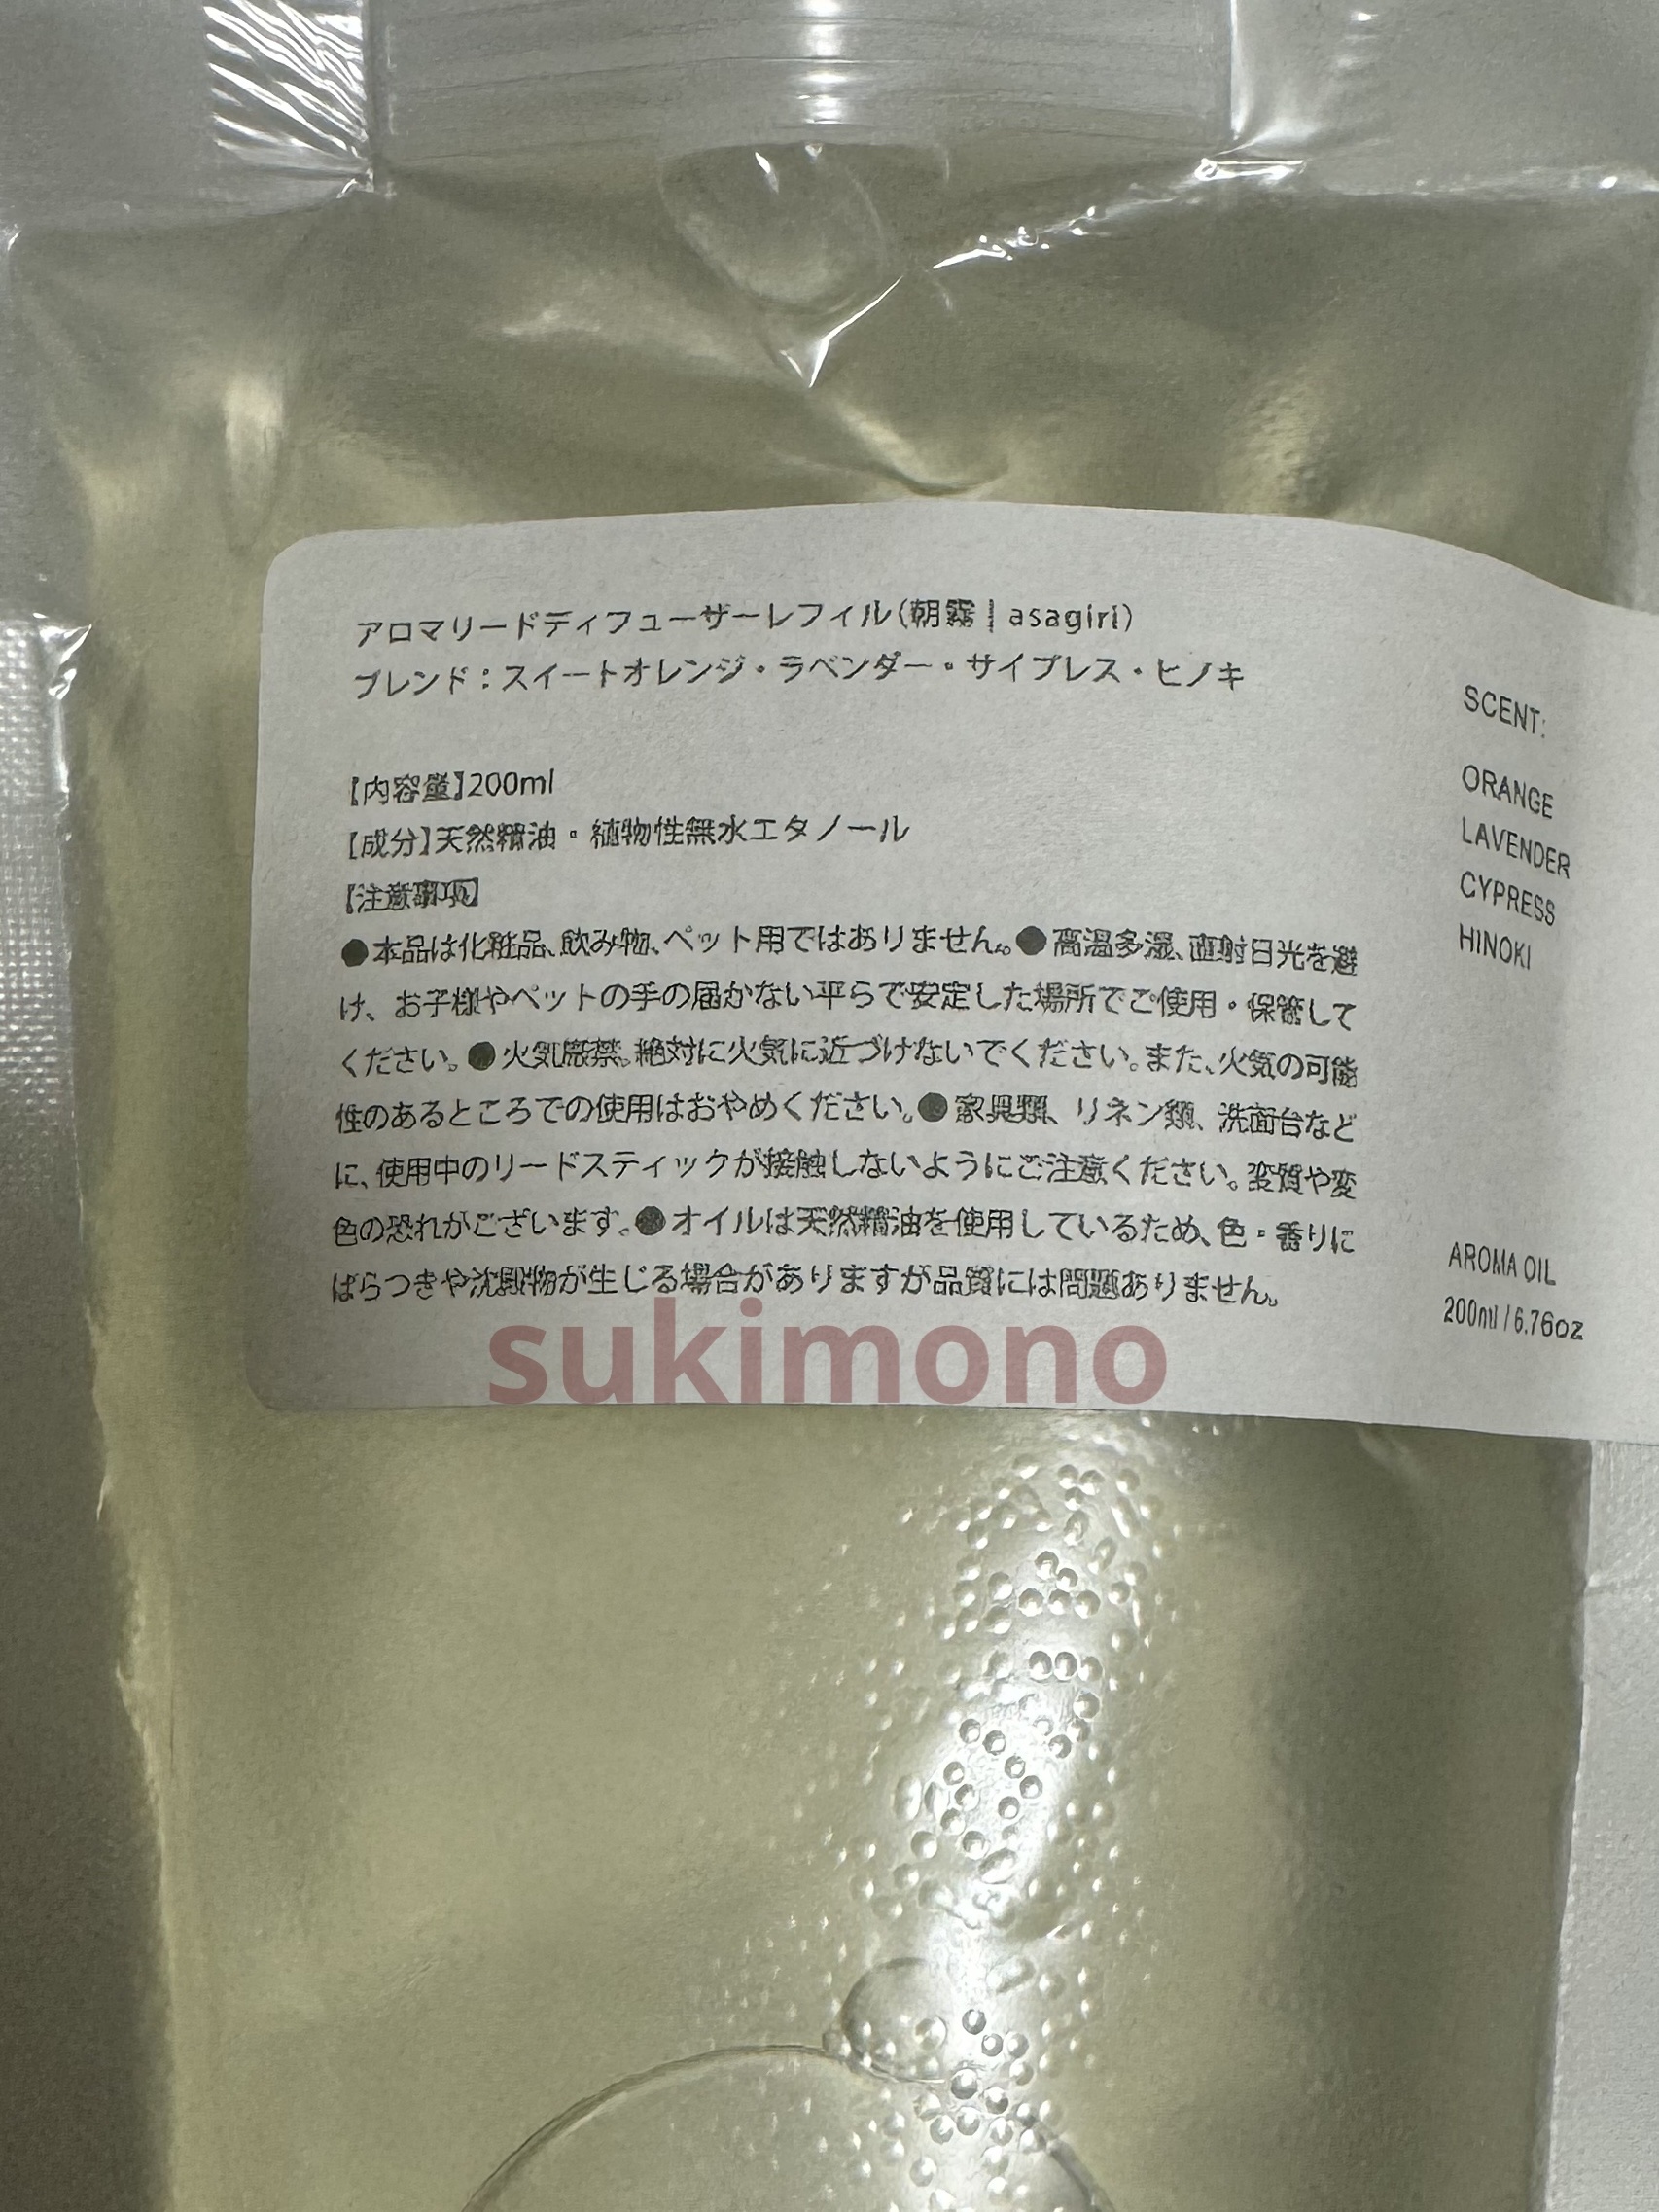 アロマリードディフューザーレフィル(朝霧 | asagiri)
ブレンド：スイートオレンジ・ラベンダー・サイプレス・ヒノキ
【内容量】200ml
【成分】天然精油・植物性無水エタノール
【注意事項】
●本品は化粧品、飲み物、ペット用ではありません。●高温多湿、直射日光を避
け、お子様やペットの手の届かない平らで安定した場所でご使用・保管して
ください。●火気厳禁。絶対に火気に近づけないでください。また、火気の可能
性のあるところでの使用はおやめください。●家具類、リネン類、洗面台など
に、使用中のリードスティックが接触しないようにご注意ください。変質や変
色の恐れがございます。●オイルは天然精油を使用しているため、色・香りに
ばらつきや沈殿物が生じる場合がありますが品質には問題ありません。
SCENT:
ORANGE
LAVENDER
CYPRESS
HINOKI
AROMA OIL
200ml / 6.76oz
sukimono